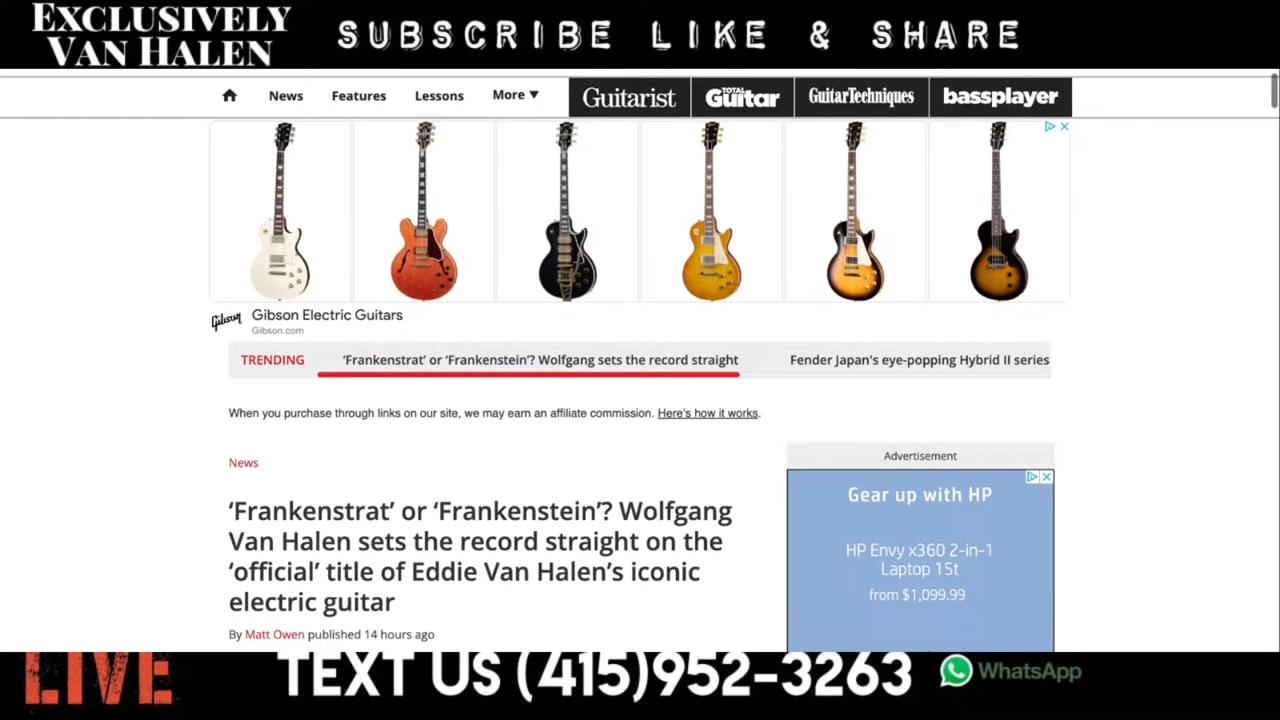 EXCLUSIVELY
VAN HALEN
SUBSCRIBE LIKE & SHARE
News Features Lessons More ▼ Guitarist TOTAL Guitar GuitarTechniques bassplayer
Gibson
Gibson Electric Guitars
Gibson.com
TRENDING ‘Frankenstrat’ or ‘Frankenstein’? Wolfgang sets the record straight Fender Japan's eye-popping Hybrid II series
When you purchase through links on our site, we may earn an affiliate commission. Here’s how it works.
News
‘Frankenstrat’ or ‘Frankenstein’? Wolfgang
Van Halen sets the record straight on the
‘official’ title of Eddie Van Halen’s iconic
electric guitar
By Matt Owen published 14 hours ago
Advertisement
Gear up with HP
HP Envy x360 2-in-1
Laptop 15t
from $1,099.99
LIVE
TEXT US (415)952-3263
WhatsApp